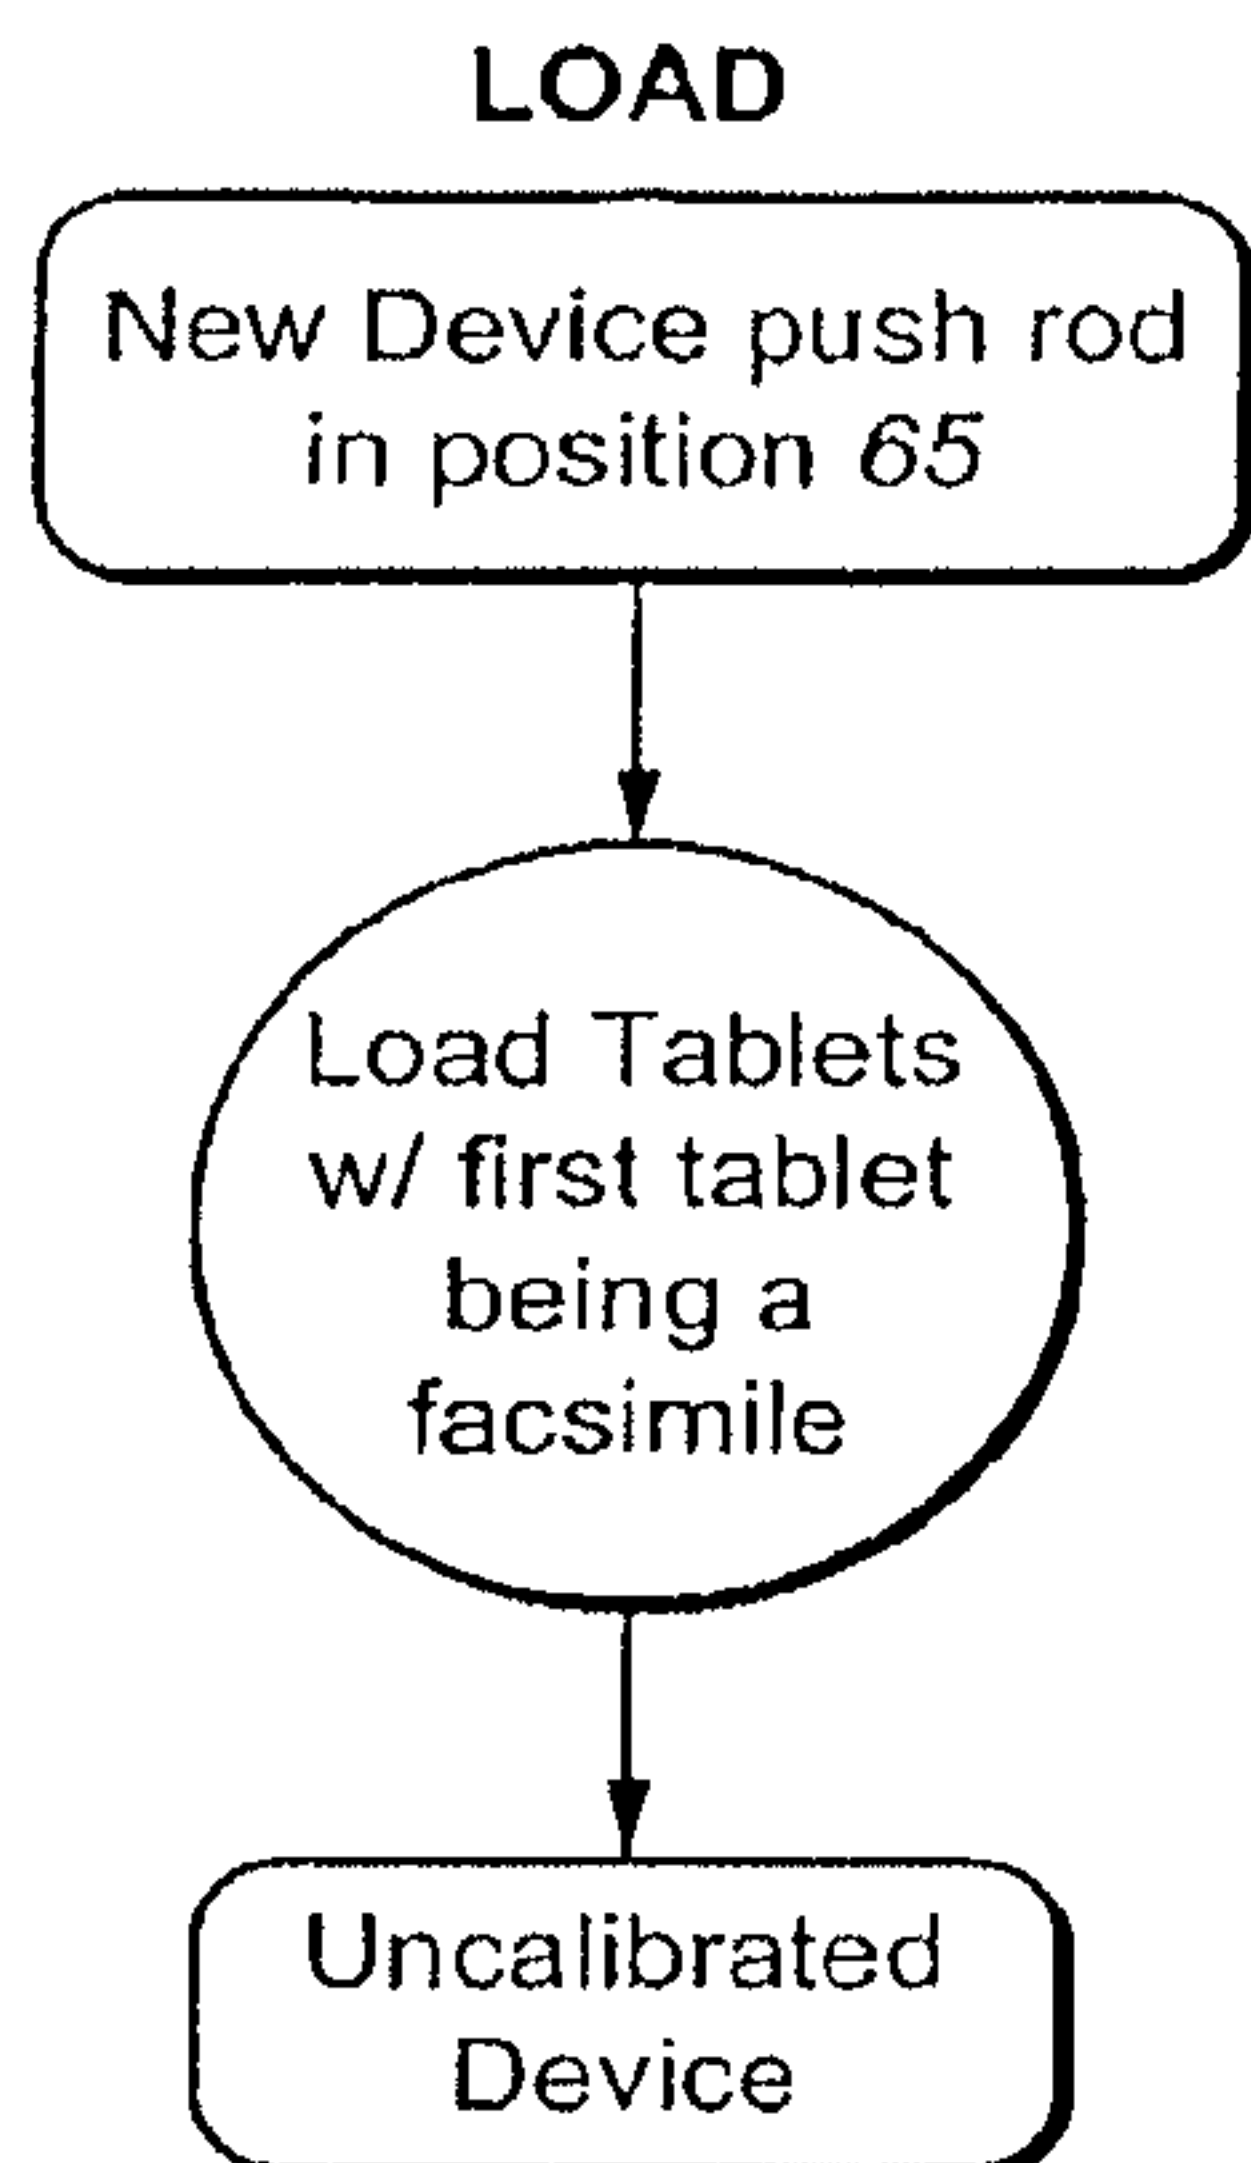 LOAD
New Device push rod
in position 65
Load Tablets
w/ first tablet
being a
facsimile
Uncalibrated
Device